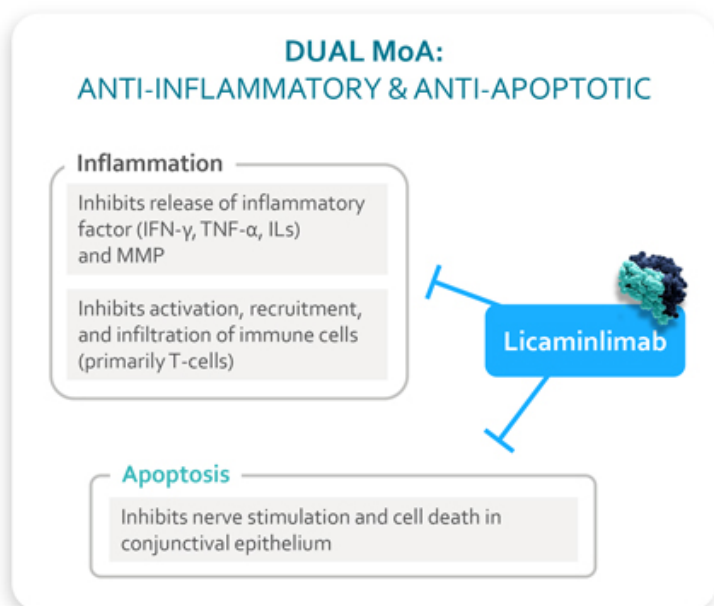 DUAL MoA:
ANTI-INFLAMMATORY & ANTI-APOPTOTIC
Inflammation
Inhibits release of inflammatory
factor (IFN-γ, TNF-α, ILs)
and MMP
Inhibits activation, recruitment,
and infiltration of immune cells
(primarily T-cells)
Licaminlimab
Apoptosis
Inhibits nerve stimulation and cell death in
conjunctival epithelium